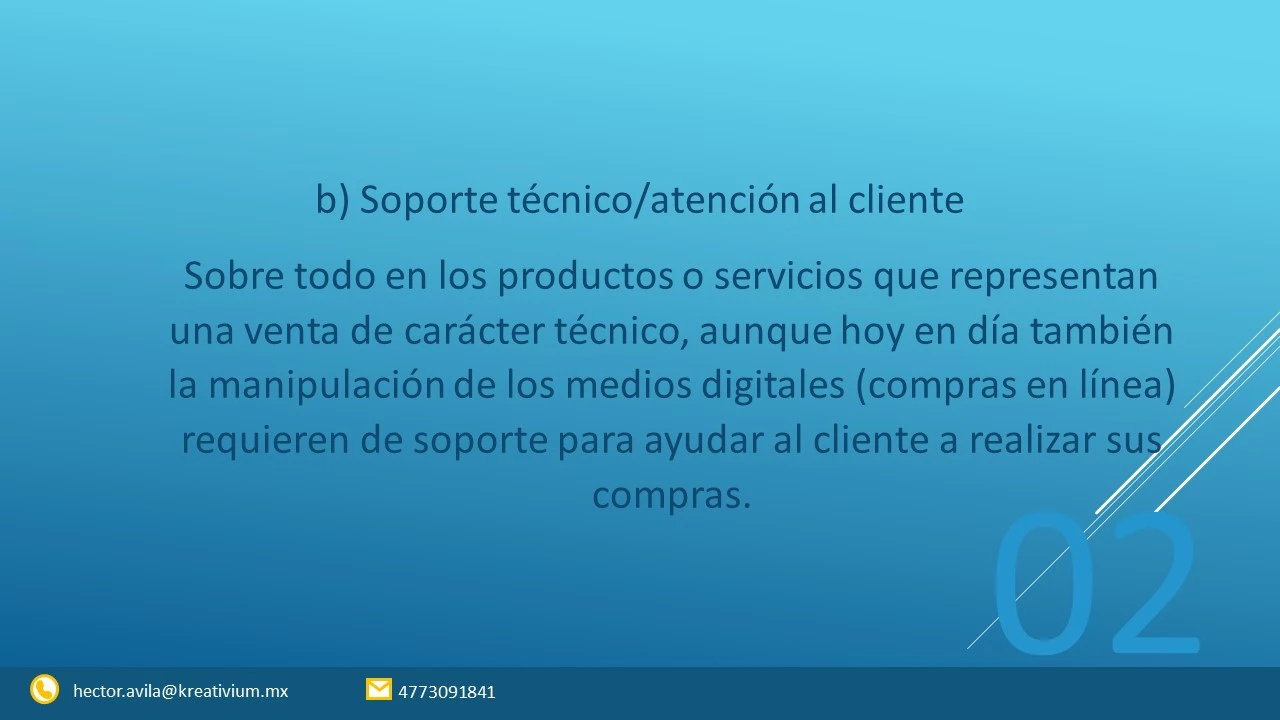 b) Soporte técnico/atención al cliente
Sobre todo en los productos o servicios que representan
una venta de carácter técnico, aunque hoy en día también
la manipulación de los medios digitales (compras en línea)
requieren de soporte para ayudar al cliente a realizar sus
compras.
02
hector.avila@kreativium.mx
4773091841